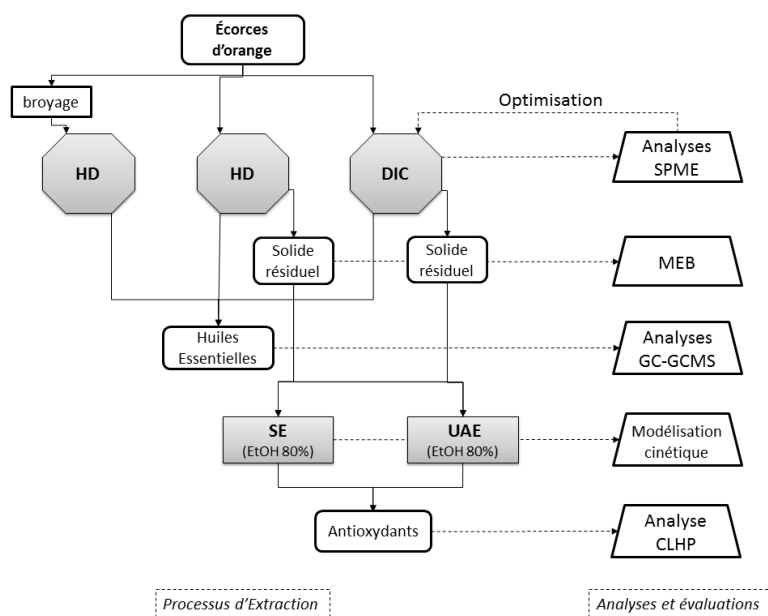 Écorces
d'orange
broyage
Optimisation
HD
HD
DIC
Analyses
SPME
Solide
résiduel
Solide
résiduel
MEB
Huiles
Essentielles
Analyses
GC-GCMS
SE
(EtOH 80%)
UAE
(EtOH 80%)
Modélisation
cinétique
Antioxydants
Analyse
CLHP
Processus d'Extraction
Analyses et évaluations